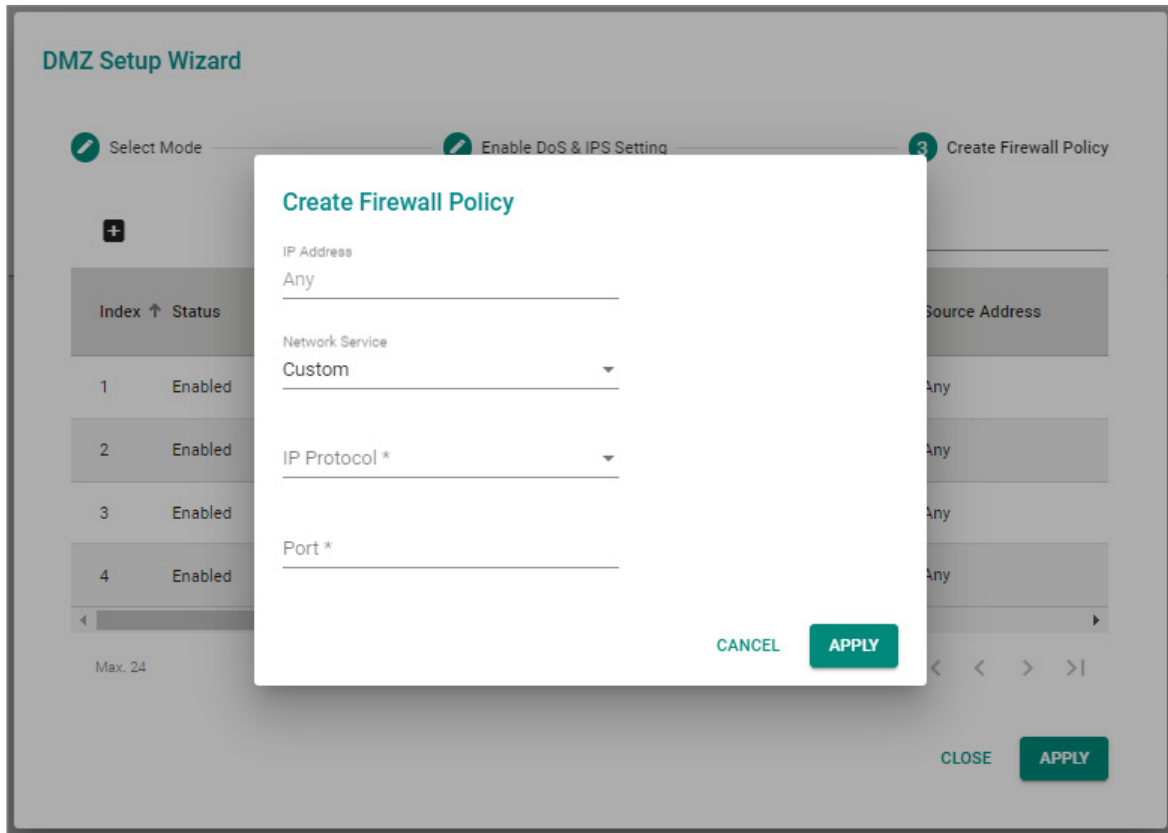 DMZ Setup Wizard
Select Mode
Enable DoS & IPS Setting
3 Create Firewall Policy
Create Firewall Policy
IP Address
Any
Network Service
Custom
IP Protocol *
Port *
CANCEL APPLY
Index Status Source Address
1 Enabled Any
2 Enabled Any
3 Enabled Any
4 Enabled Any
Max. 24
CLOSE APPLY